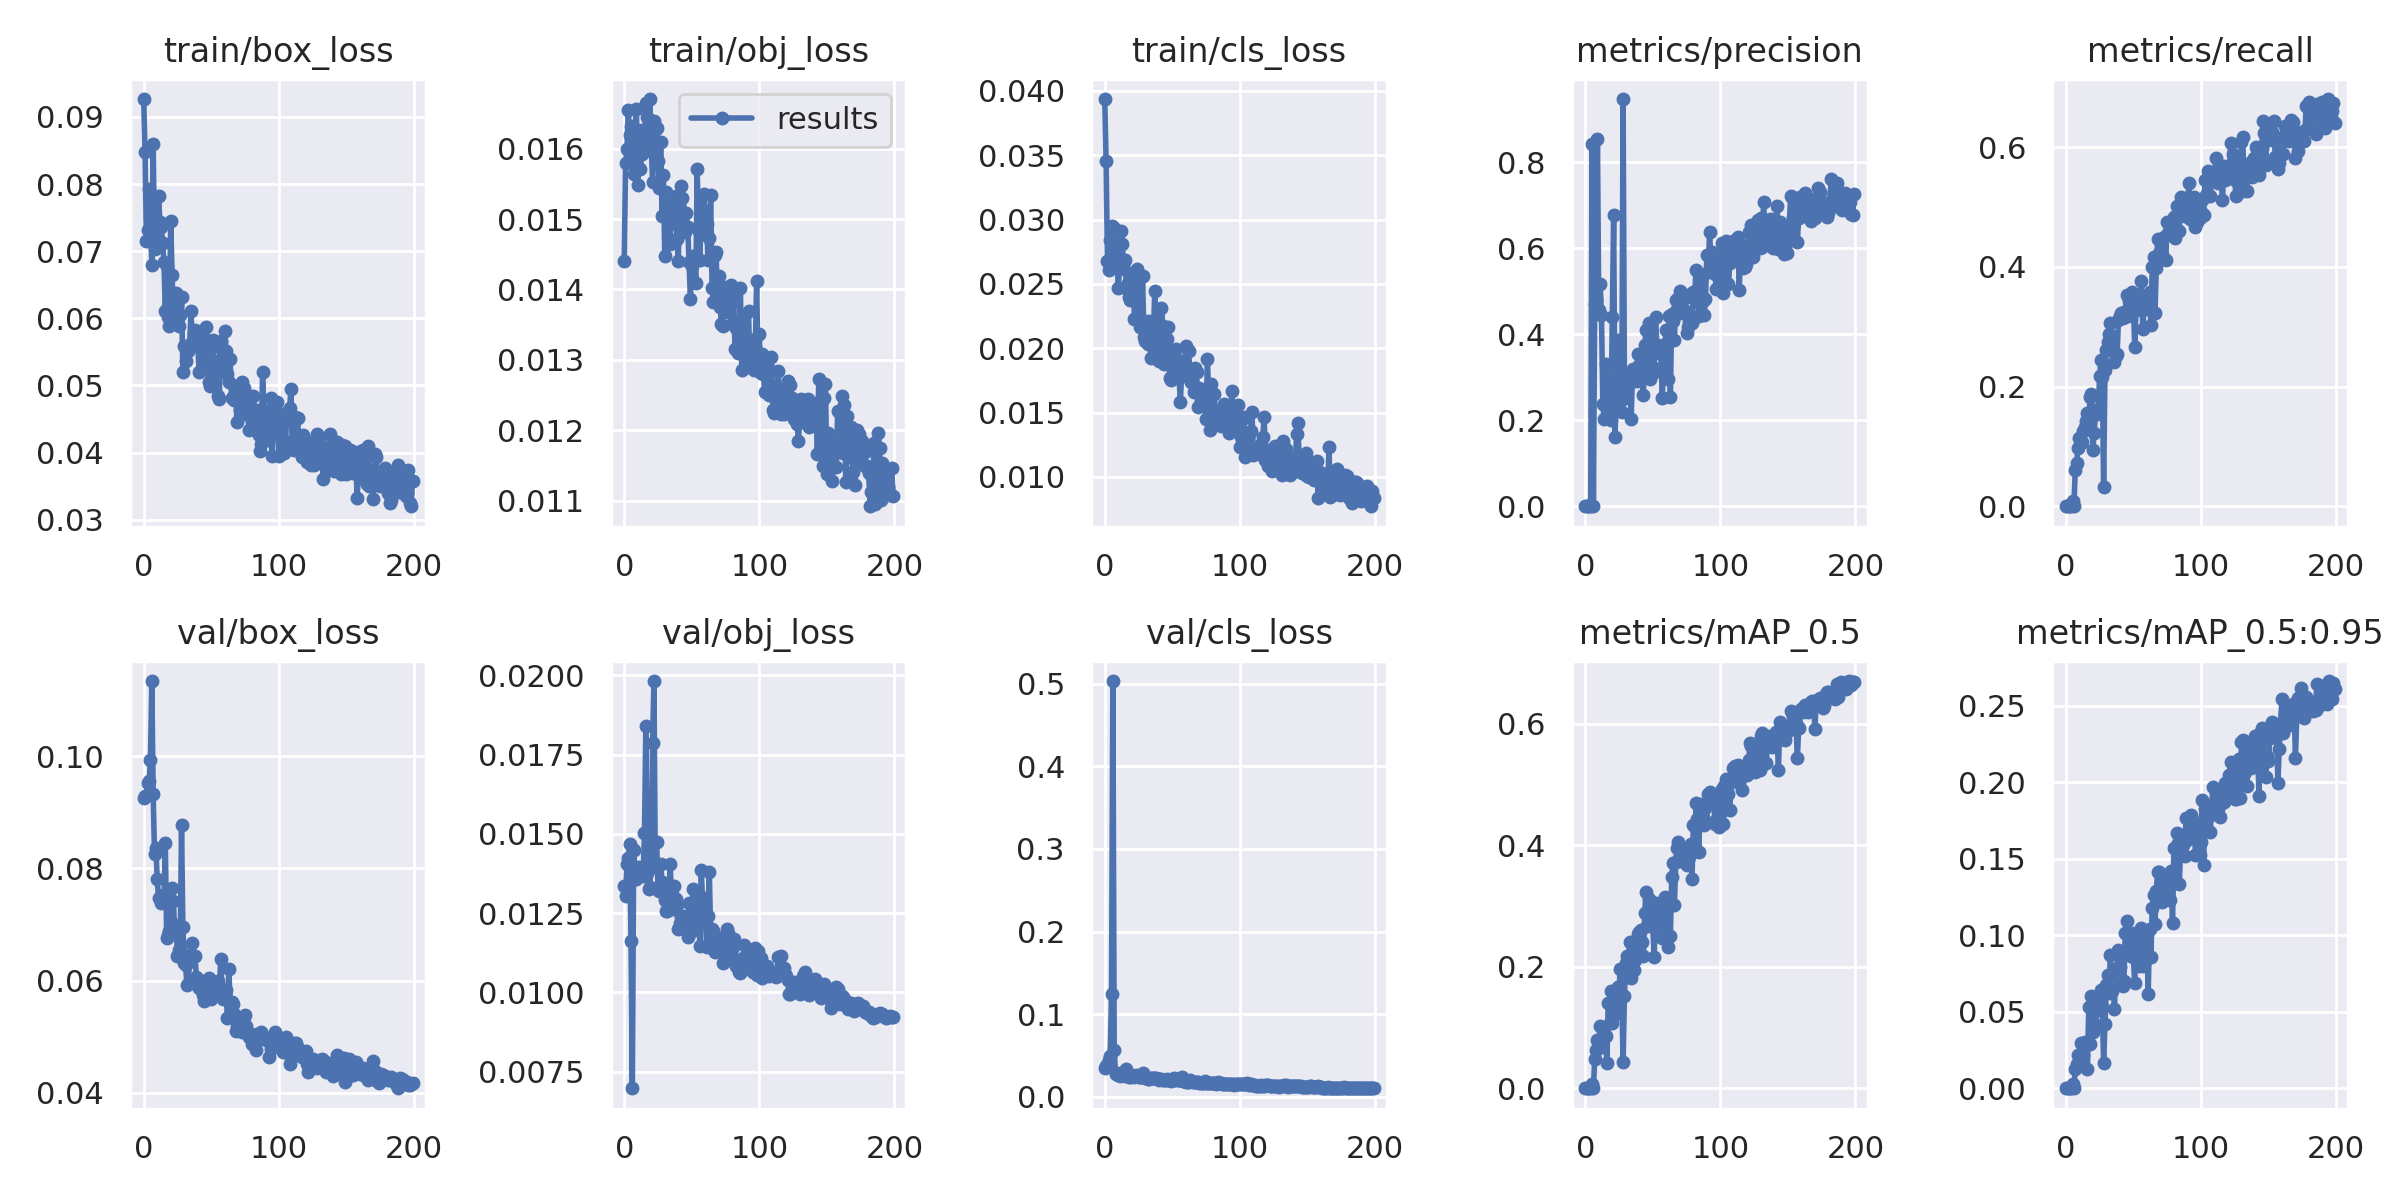 train/box_loss
0.09
0.08
0.07
0.06
0.05
0.04
0.03
0 100 200
train/obj_loss
results
0.016
0.015
0.014
0.013
0.012
0.011
0 100 200
train/cls_loss
0.040
0.035
0.030
0.025
0.020
0.015
0.010
0 100 200
metrics/precision
0.8
0.6
0.4
0.2
0.0
0 100 200
metrics/recall
0.6
0.4
0.2
0.0
0 100 200
val/box_loss
0.10
0.08
0.06
0.04
0 100 200
val/obj_loss
0.0200
0.0175
0.0150
0.0125
0.0100
0.0075
0 100 200
val/cls_loss
0.5
0.4
0.3
0.2
0.1
0.0
0 100 200
metrics/mAP_0.5
0.6
0.4
0.2
0.0
0 100 200
metrics/mAP_0.5:0.95
0.25
0.20
0.15
0.10
0.05
0.00
0 100 200